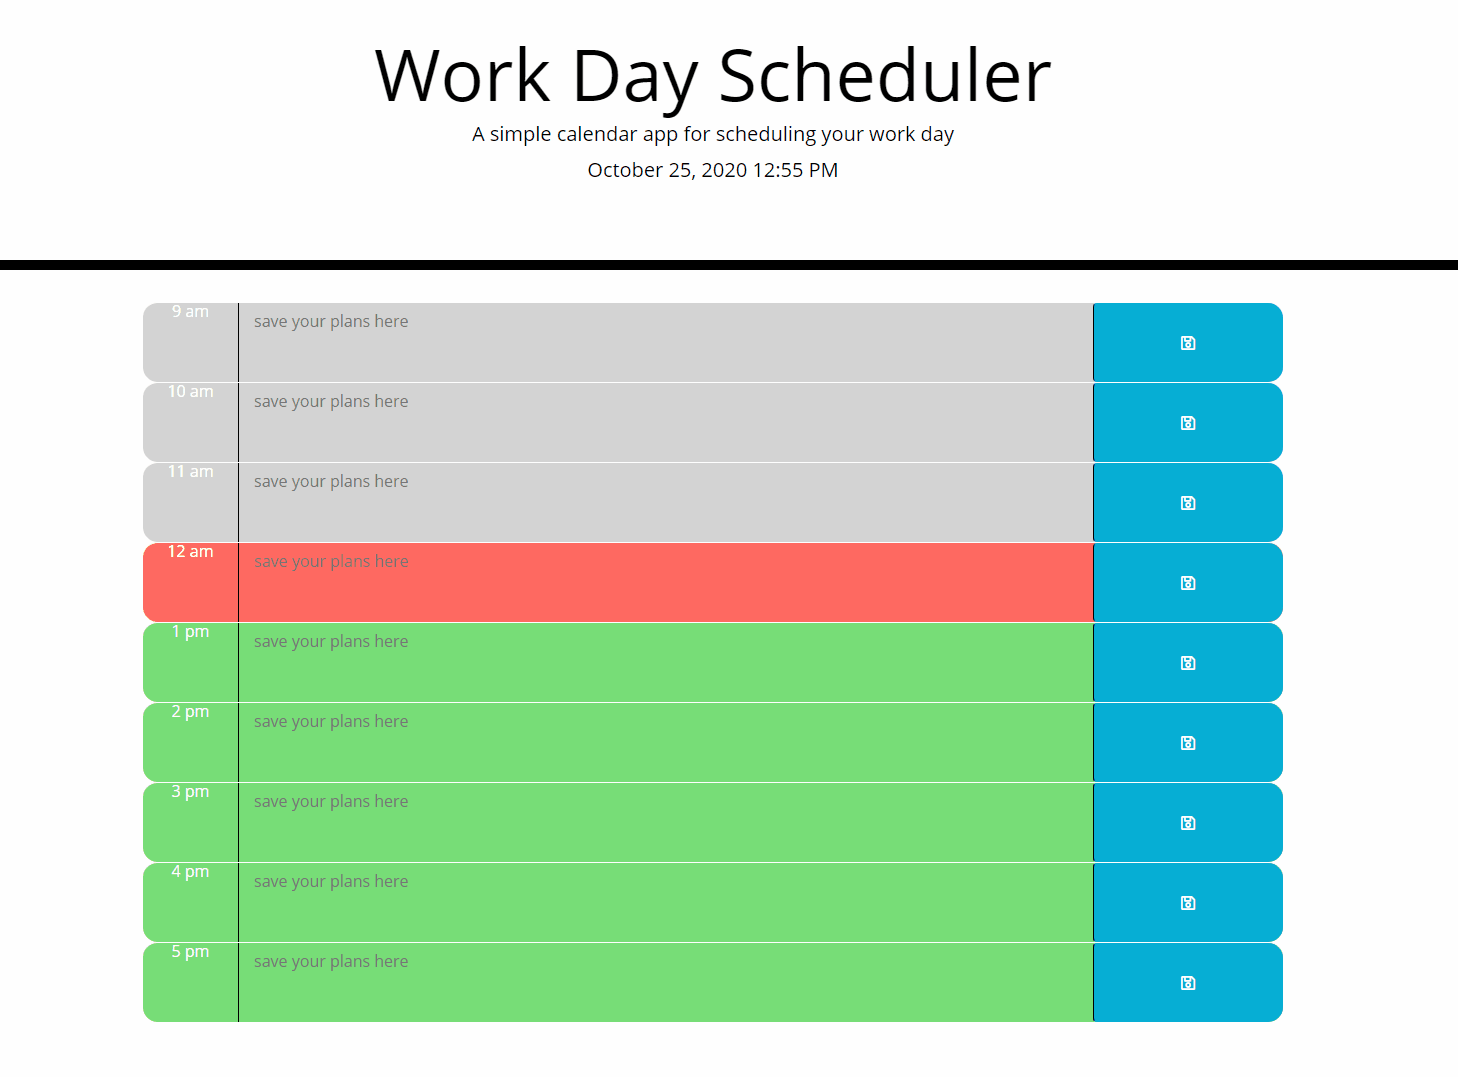 Work Day Scheduler
A simple calendar app for scheduling your work day
October 25, 2020 12:55 PM
9 am
save your plans here
10 am
save your plans here
11 am
save your plans here
12 am
save your plans here
1 pm
save your plans here
2 pm
save your plans here
3 pm
save your plans here
4 pm
save your plans here
5 pm
save your plans here